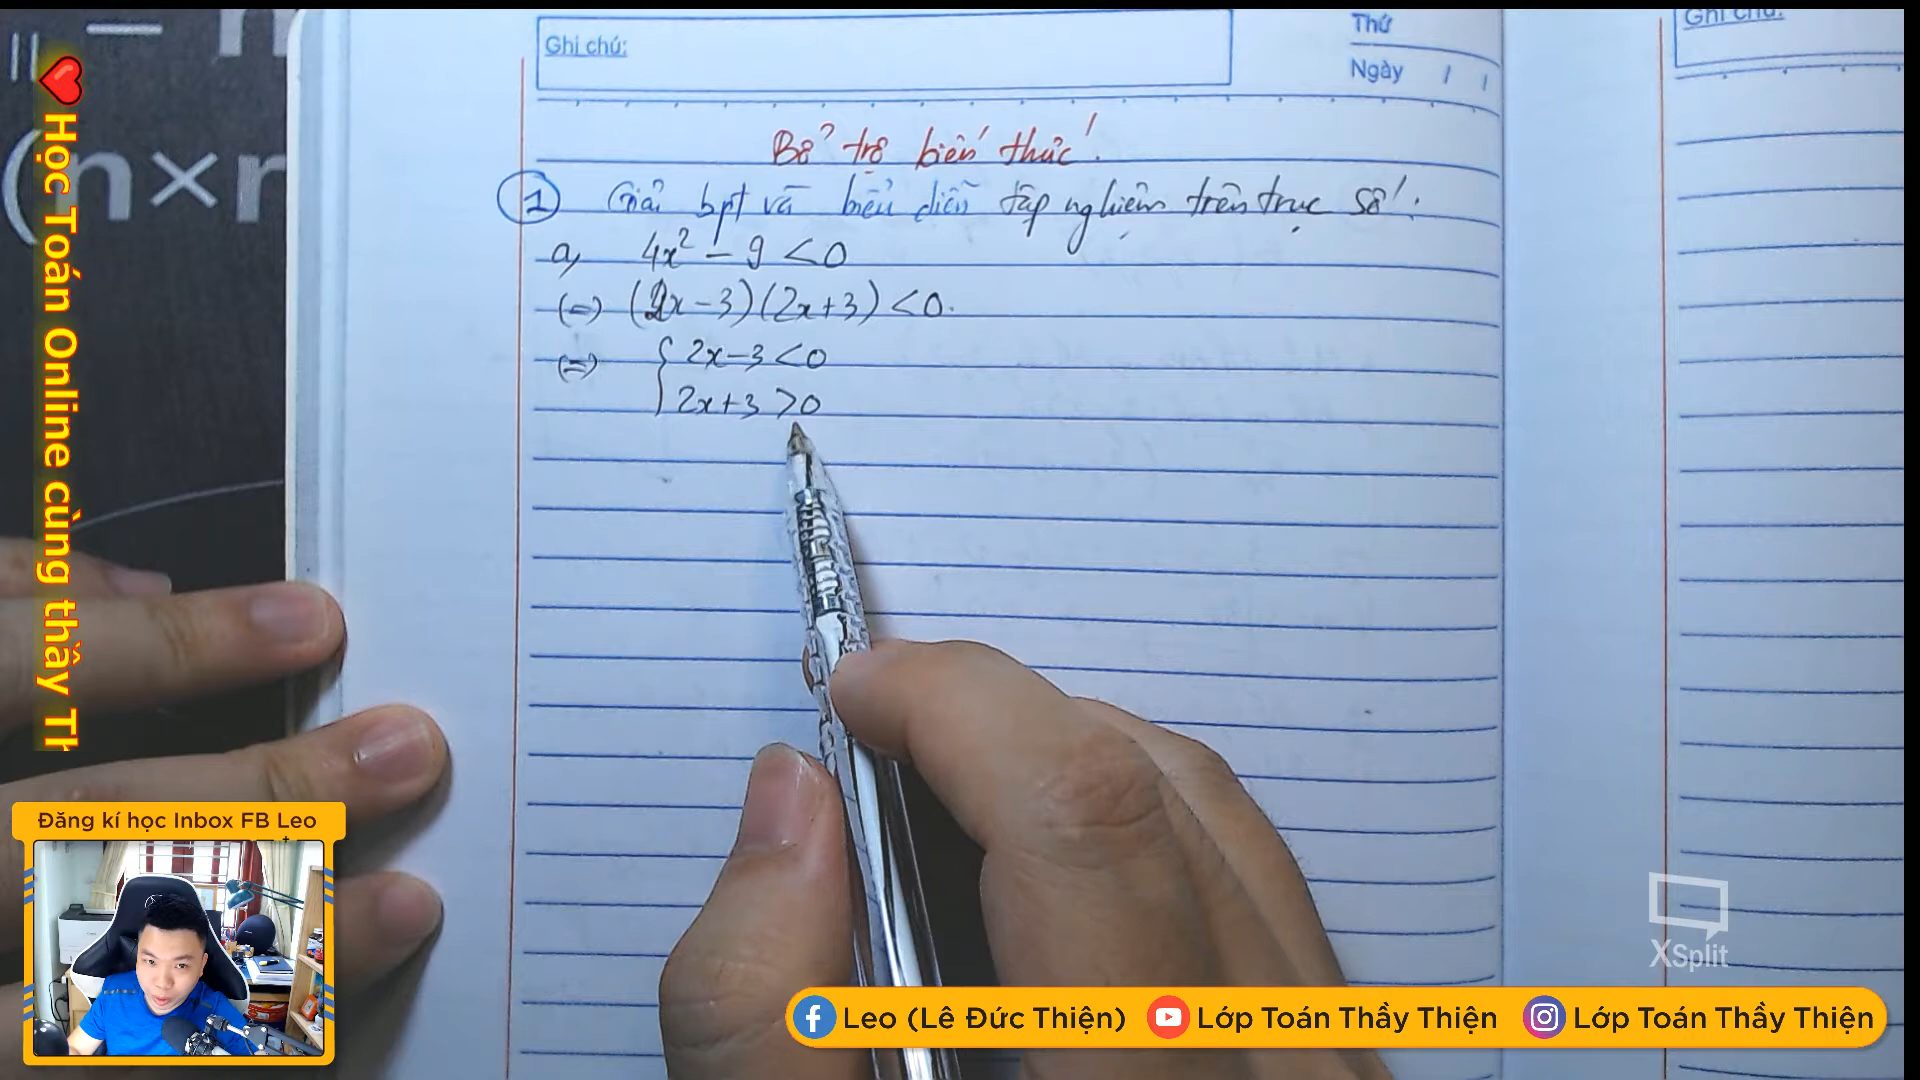 Ghi chú:
Thứ
Ngày / /
Ghi chú:
Bổ trợ kiến thức!
1 Giải bpt và biểu diễn tập nghiệm trên trục số:
a, 4x² - 9 < 0
(=) (2x - 3)(2x + 3) < 0.
(=) { 2x - 3 < 0
2x + 3 > 0
(n×n
❤Học Toán Online cùng thầy Th
Đăng kí học Inbox FB Leo
XSplit
Leo (Lê Đức Thiện) Lớp Toán Thầy Thiện Lớp Toán Thầy Thiện